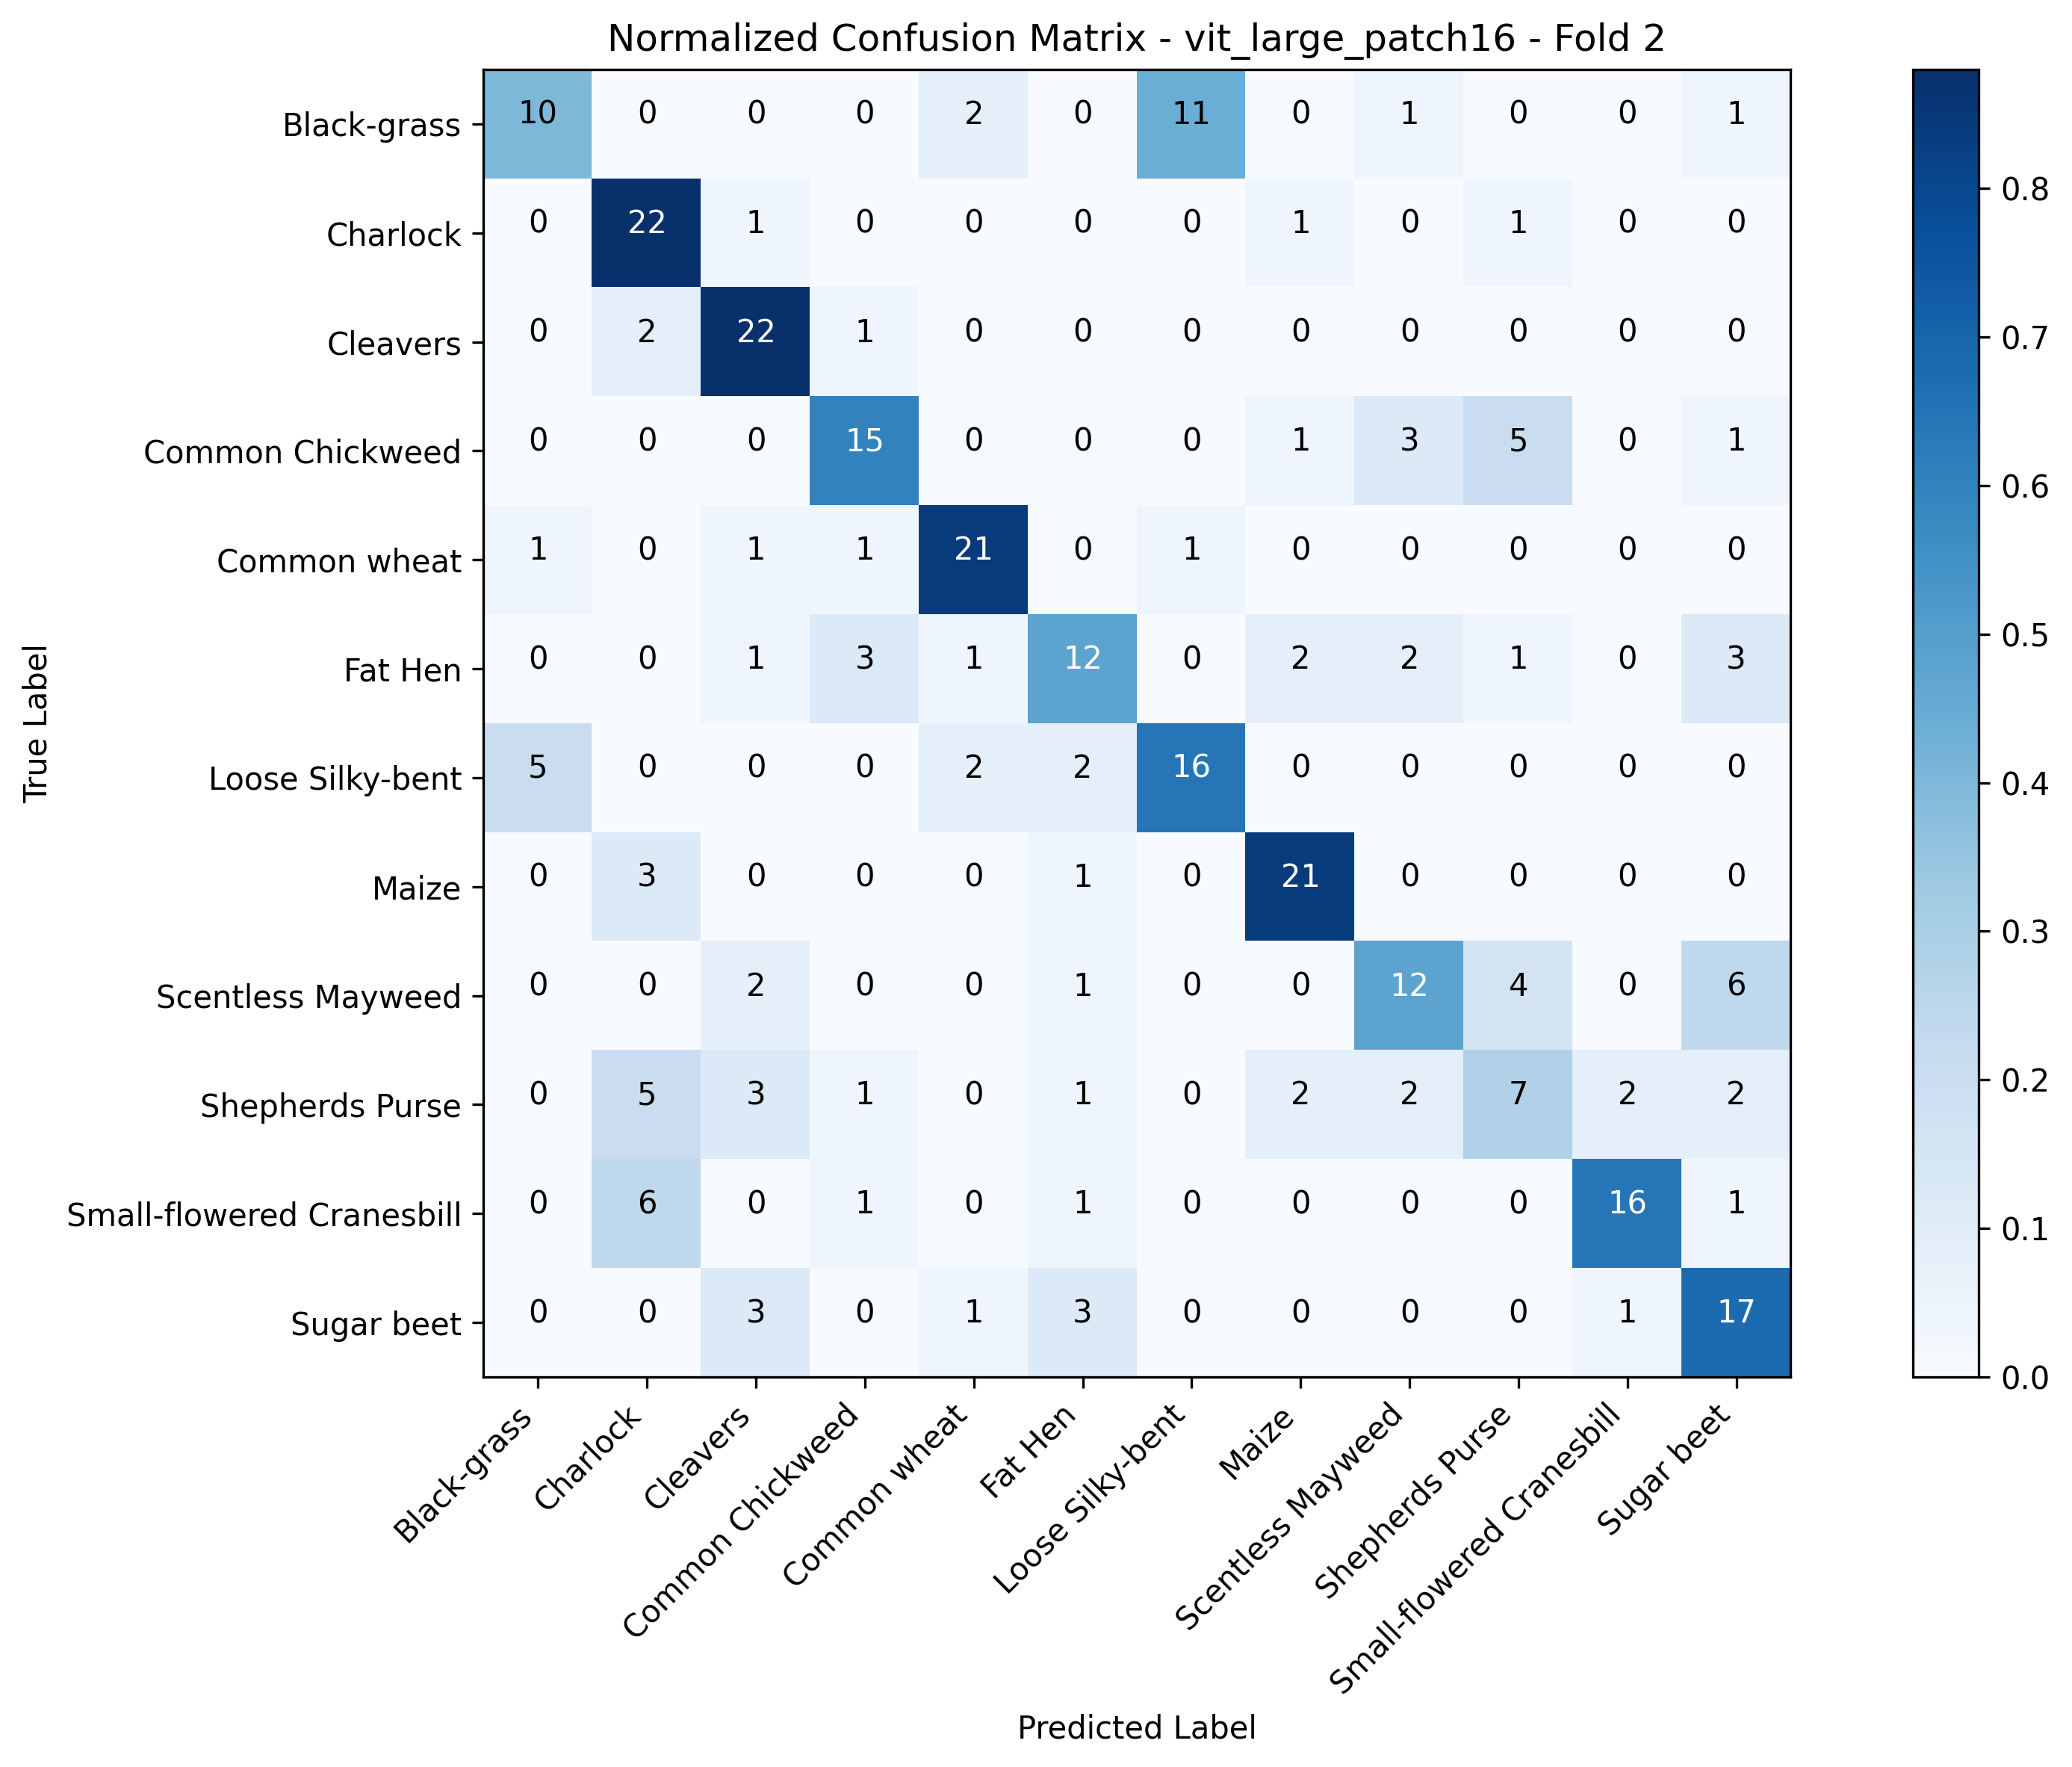 Normalized Confusion Matrix - vit_large_patch16 - Fold 2
True Label
Black-grass 10 0 0 0 2 0 11 0 1 0 0 1
Charlock 0 22 1 0 0 0 0 1 0 1 0 0
Cleavers 0 2 22 1 0 0 0 0 0 0 0 0
Common Chickweed 0 0 0 15 0 0 0 1 3 5 0 1
Common wheat 1 0 1 1 21 0 1 0 0 0 0 0
Fat Hen 0 0 1 3 1 12 0 2 2 1 0 3
Loose Silky-bent 5 0 0 0 2 2 16 0 0 0 0 0
Maize 0 3 0 0 0 1 0 21 0 0 0 0
Scentless Mayweed 0 0 2 0 0 1 0 0 12 4 0 6
Shepherds Purse 0 5 3 1 0 1 0 2 2 7 2 2
Small-flowered Cranesbill 0 6 0 1 0 1 0 0 0 0 16 1
Sugar beet 0 0 3 0 1 3 0 0 0 0 1 17
Black-grass
Charlock
Cleavers
Common Chickweed
Common wheat
Fat Hen
Loose Silky-bent
Maize
Scentless Mayweed
Shepherds Purse
Small-flowered Cranesbill
Sugar beet
Predicted Label
0.8
0.7
0.6
0.5
0.4
0.3
0.2
0.1
0.0